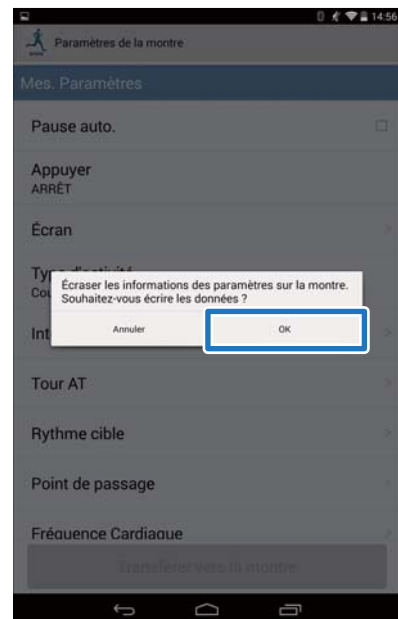 14:56
Paramètres de la montre
Mes. Paramètres
Pause auto.
Appuyer
ARRÊT
Écran
Écraser les informations des paramètres sur la montre.
Souhaitez-vous écrire les données ?
Annuler
OK
Tour AT
Rythme cible
Point de passage
Fréquence Cardiaque
Transférer vers la montre